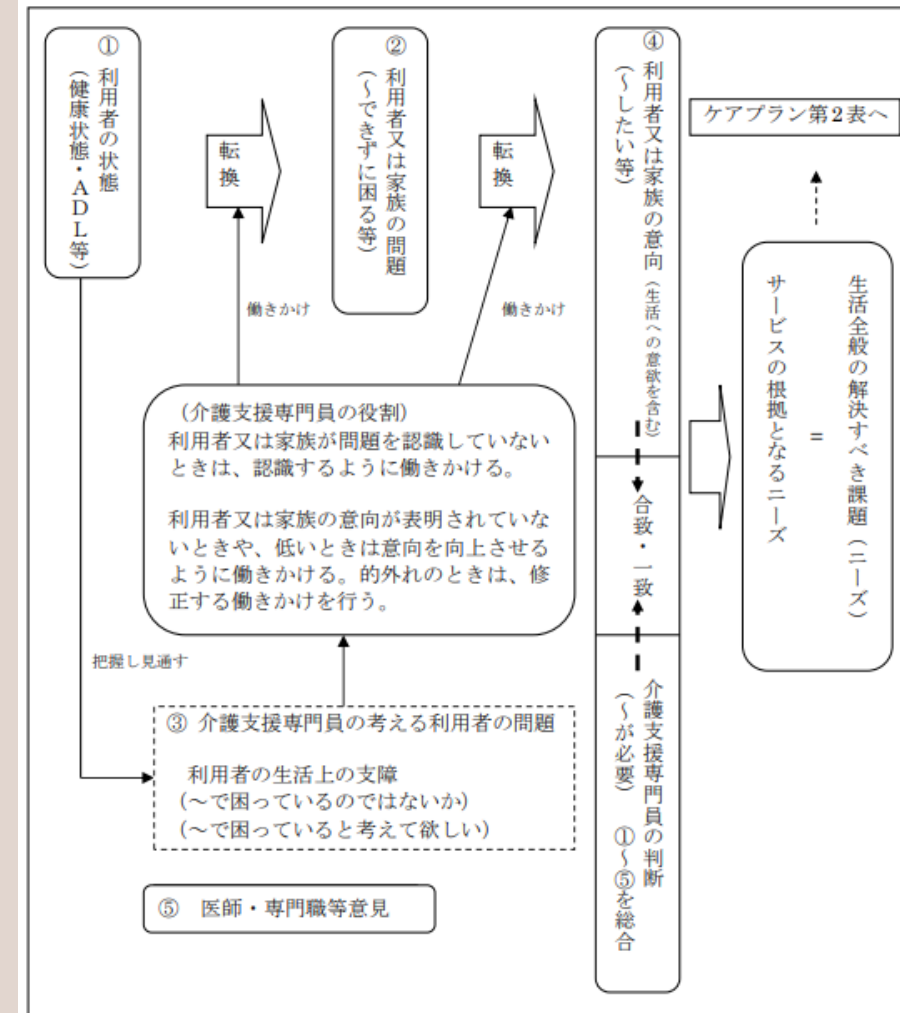 ① 利用者の状態
(健康状態・ADL等)
転換
② 利用者又は家族の問題
(～できずに困る等)
転換
④ 利用者又は家族の意向(生活への意欲を含む)
(～したい等)
ケアプラン第2表へ
働きかけ
働きかけ
生活全般の解決すべき課題(ニーズ)
=
サービスの根拠となるニーズ
(介護支援専門員の役割)
利用者又は家族が問題を認識していない
ときは、認識するように働きかける。
利用者又は家族の意向が表明されていな
いときや、低いときは意向を向上させる
ように働きかける。的外れのときは、修
正する働きかけを行う。
合致・一致
把握し見通す
③ 介護支援専門員の考える利用者の問題
利用者の生活上の支障
(～で困っているのではないか)
(～で困っていると考えて欲しい)
介護支援専門員の判断
(～が必要) ①～⑤を総合
⑤ 医師・専門職等意見